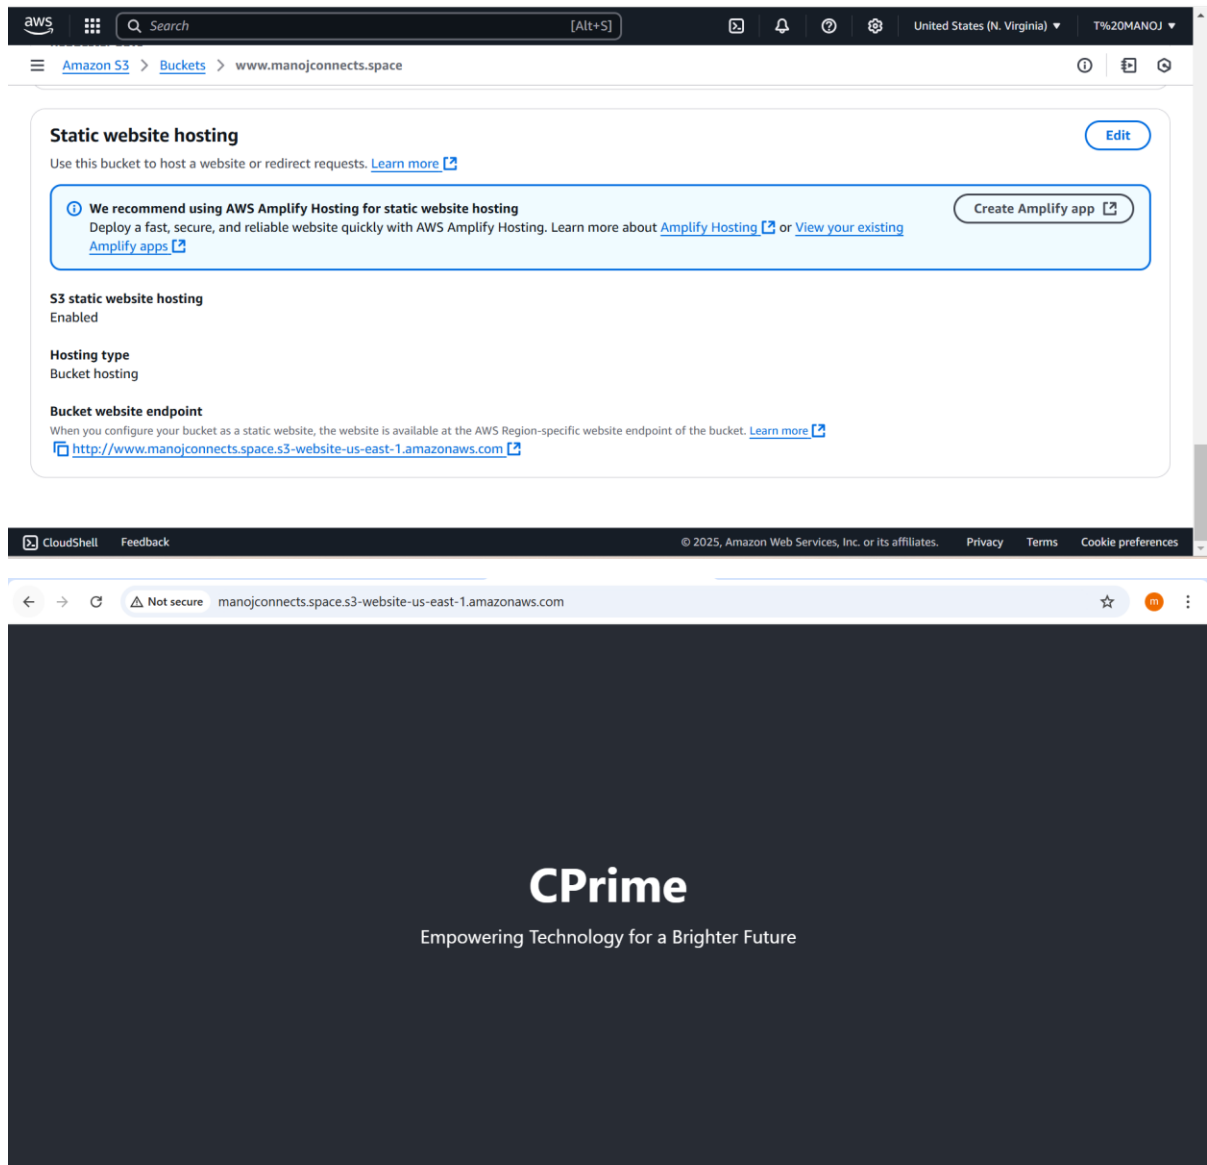 aws
Search [Alt+S] United States (N. Virginia) ▼ T%20MANOJ ▼
Amazon S3 > Buckets > www.manojconnects.space
Static website hosting
Edit
Use this bucket to host a website or redirect requests. Learn more
We recommend using AWS Amplify Hosting for static website hosting
Create Amplify app
Deploy a fast, secure, and reliable website quickly with AWS Amplify Hosting. Learn more about Amplify Hosting or View your existing
Amplify apps
S3 static website hosting
Enabled
Hosting type
Bucket hosting
Bucket website endpoint
When you configure your bucket as a static website, the website is available at the AWS Region-specific website endpoint of the bucket. Learn more
http://www.manojconnects.space.s3-website-us-east-1.amazonaws.com
CloudShell Feedback © 2025, Amazon Web Services, Inc. or its affiliates. Privacy Terms Cookie preferences
Not secure manojconnects.space.s3-website-us-east-1.amazonaws.com m
CPrime
Empowering Technology for a Brighter Future